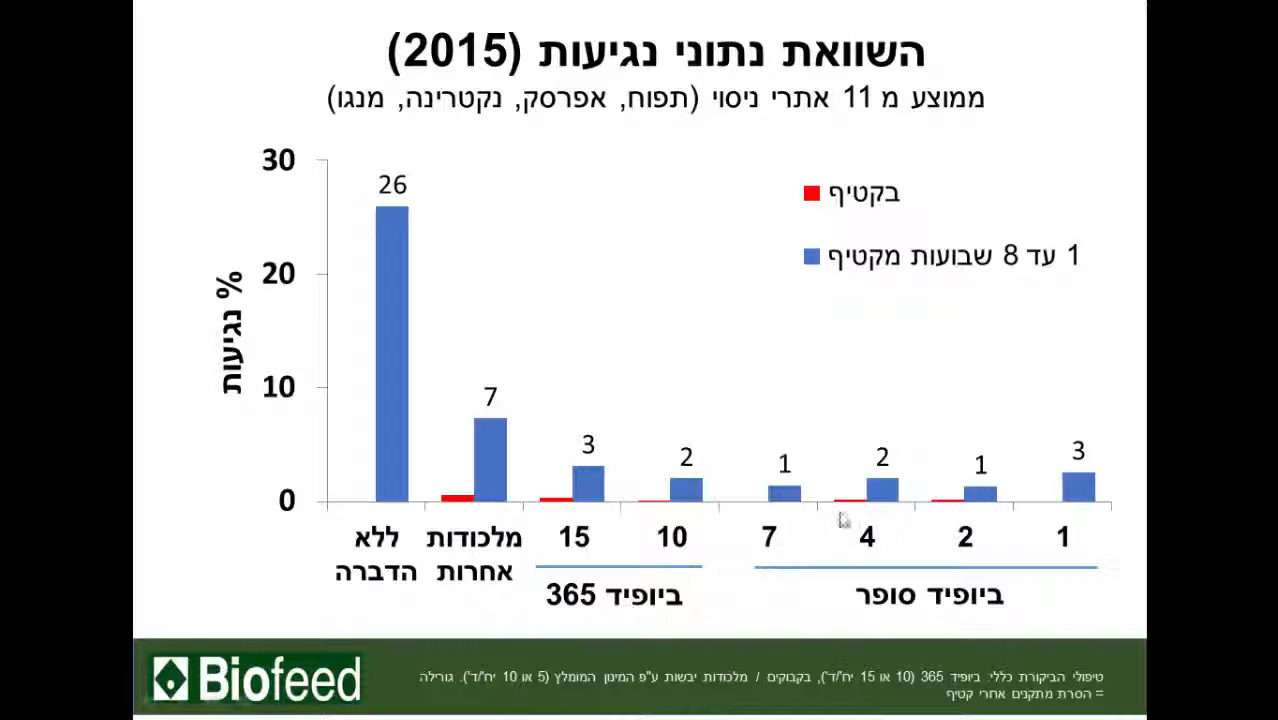 השוואת נתוני נגיעות (2015)
ממוצע מ 11 אתרי ניסוי (תפוח, אפרסק, נקטרינה, מנגו)
% נגיעות
30
20
10
0
26
7
3
2
1
2
1
3
בקטיף
1 עד 8 שבועות מקטיף
ללא הדברה
מלכודות אחרות
15
10
7
4
2
1
ביופיד 365
ביופיד סופר
Biofeed
טיפולי הביקורת כללי: ביופיד 365 (10 או 15 יח'/ד'), בקבוקים / מלכודות יבשות ע"פ המינון המומלץ (5 או 10 יח'/ד'). גורילה
= הסרת מתקנים אחרי קטיף